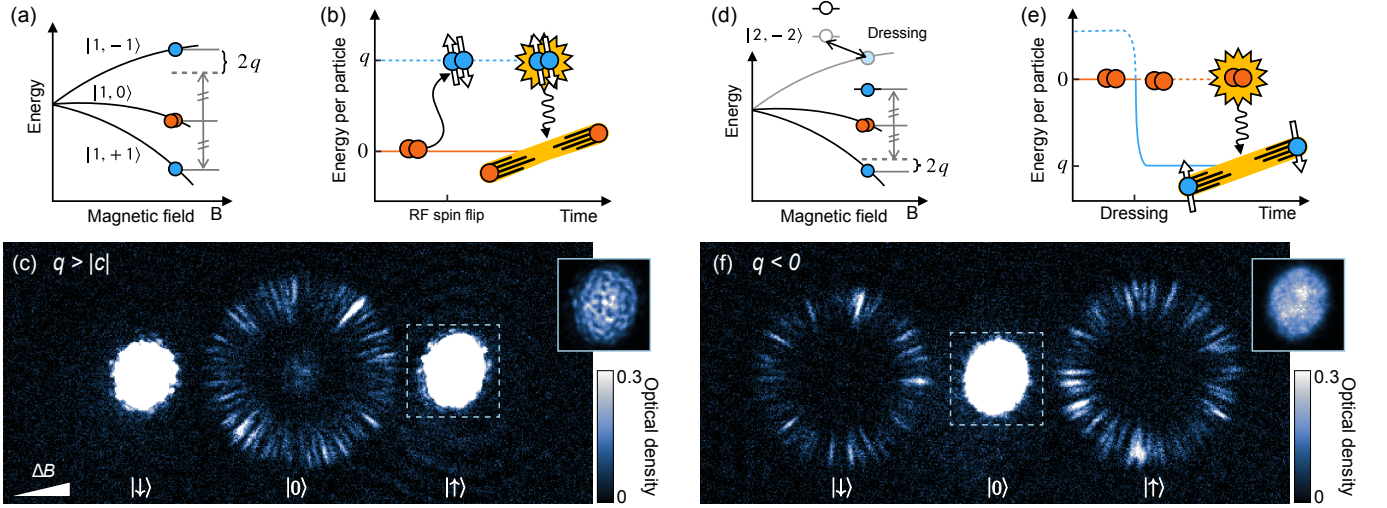 (a)
Energy
|1, −1⟩
|1, 0⟩
|1, +1⟩
2q
Magnetic field B
(b)
Energy per particle
q
0
RF spin flip
Time
(c) q > |c|
ΔB
|↓⟩
|0⟩
|↑⟩
0.3
0
Optical density
(d)
|2, −2⟩
Dressing
Energy
2q
Magnetic field B
(e)
Energy per particle
0
q
Dressing
Time
(f) q < 0
|↓⟩
|0⟩
|↑⟩
0.3
0
Optical density